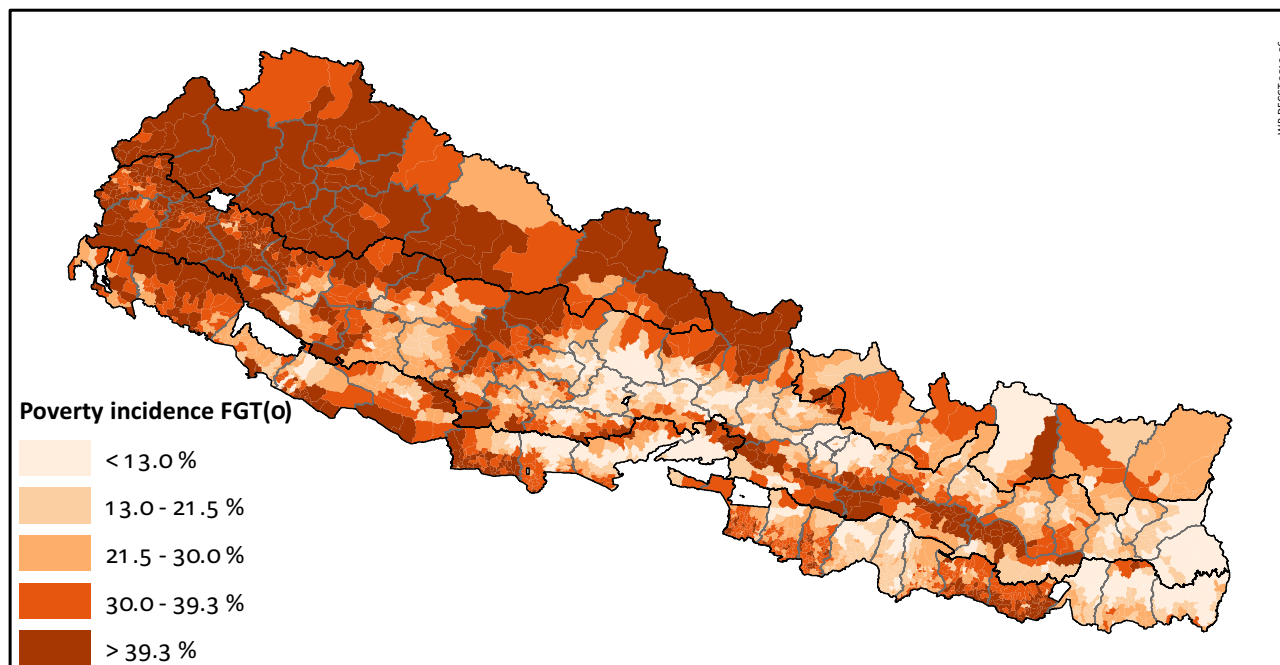 Poverty incidence FGT(0)
< 13.0 %
13.0 - 21.5 %
21.5 - 30.0 %
30.0 - 39.3 %
> 39.3 %